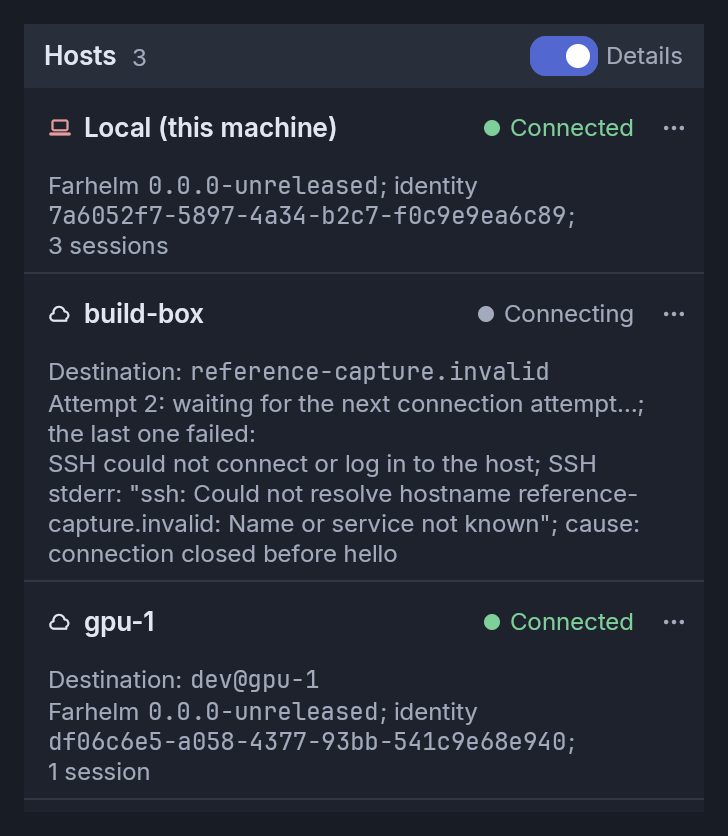 Hosts 3 Details
Local (this machine) Connected ···
Farhelm 0.0.0-unreleased; identity
7a6052f7-5897-4a34-b2c7-f0c9e9ea6c89;
3 sessions
build-box Connecting ···
Destination: reference-capture.invalid
Attempt 2: waiting for the next connection attempt...;
the last one failed:
SSH could not connect or log in to the host; SSH
stderr: "ssh: Could not resolve hostname reference-
capture.invalid: Name or service not known"; cause:
connection closed before hello
gpu-1 Connected ···
Destination: dev@gpu-1
Farhelm 0.0.0-unreleased; identity
df06c6e5-a058-4377-93bb-541c9e68e940;
1 session